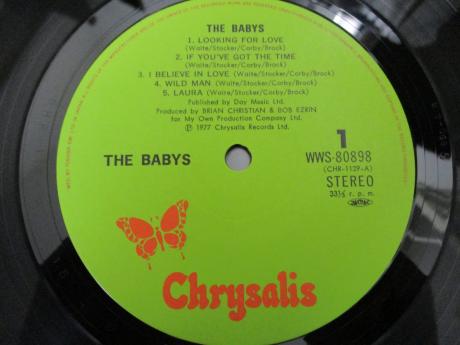 THE BABYS
1. LOOKING FOR LOVE
(Waite/Stocker/Corby/Brock)
2. IF YOU'VE GOT THE TIME
(Waite/Stocker/Corby/Brock)
3. I BELIEVE IN LOVE (Waite/Stocker/Corby/Brock)
4. WILD MAN (Waite/Stocker/Corby/Brock)
5. LAURA (Waite/Stocker/Corby/Brock)
Published by Day Music Ltd.
Produced by BRIAN CHRISTIAN & BOB EZRIN
for My Own Production Company Ltd.
Ⓟ 1977 Chrysalis Records Ltd.
THE BABYS
1
WWS-80898
(CHR-1129-A)
STEREO
33⅓ r. p. m.
Chrysalis